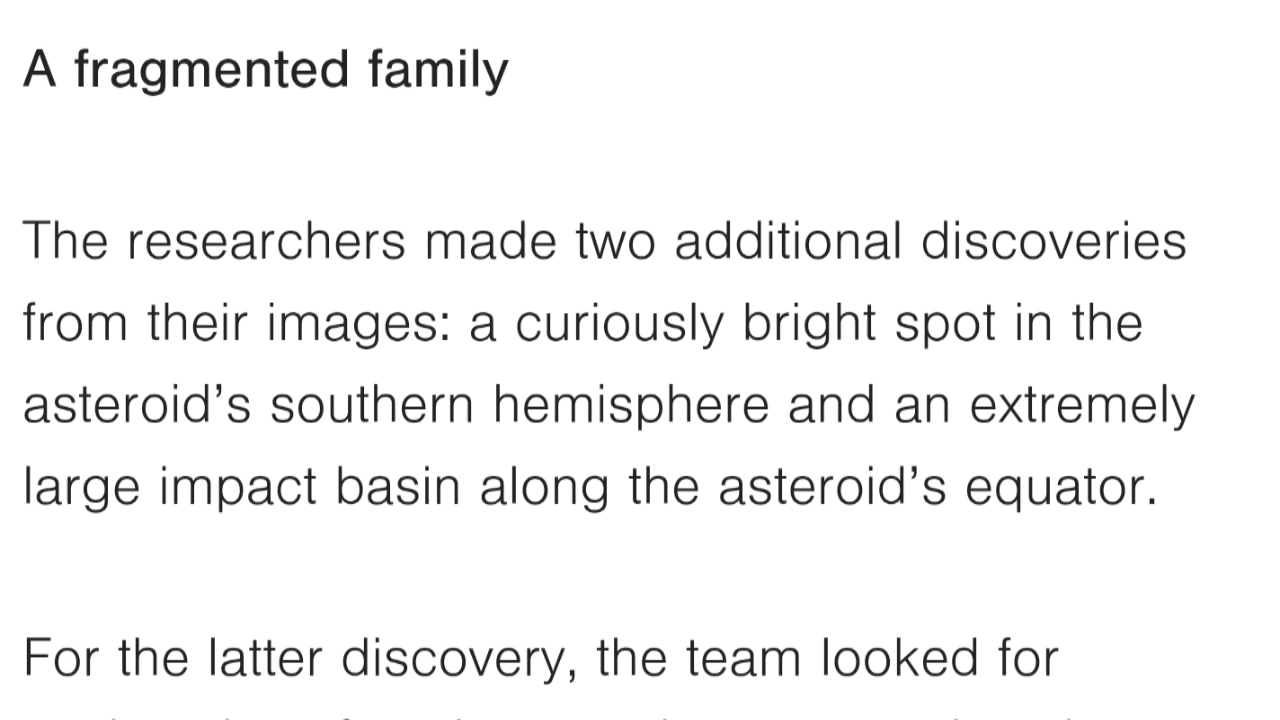 A fragmented family
The researchers made two additional discoveries
from their images: a curiously bright spot in the
asteroid’s southern hemisphere and an extremely
large impact basin along the asteroid’s equator.
For the latter discovery, the team looked for